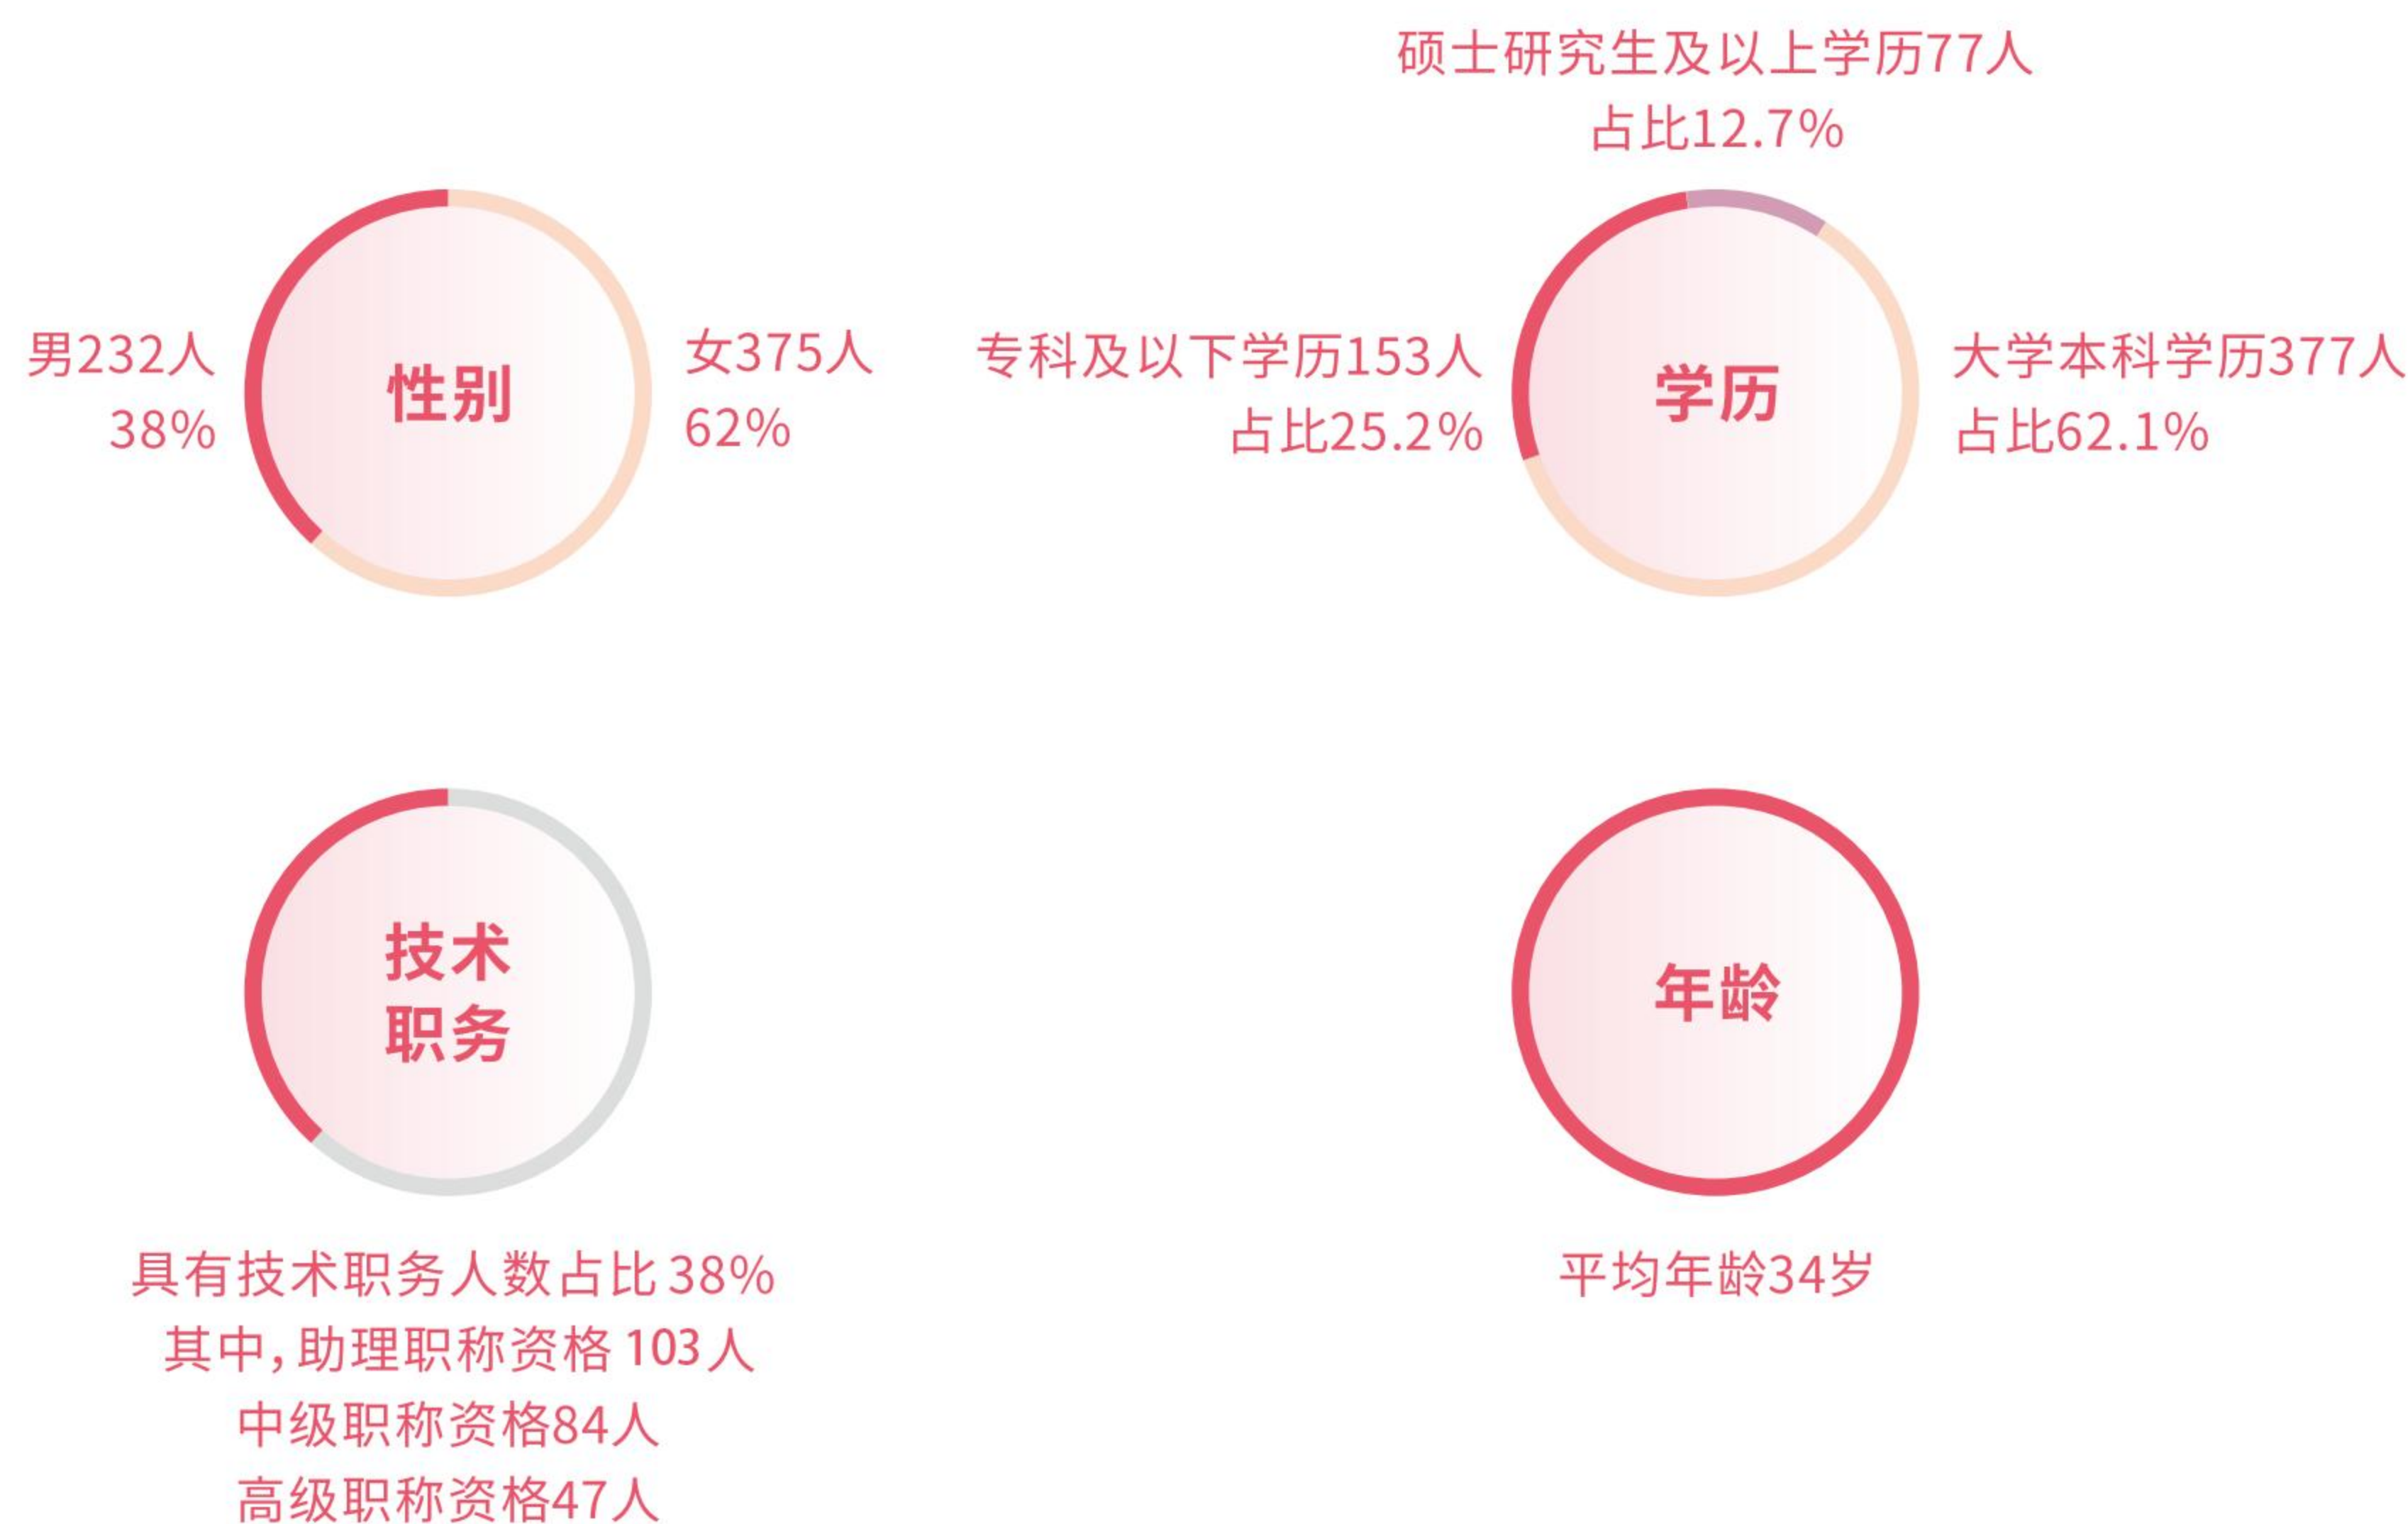 男232人
38%
性别
女375人
62%
硕士研究生及以上学历77人
占比12.7%
专科及以下学历153人
占比25.2%
学历
大学本科学历377人
占比62.1%
技术
职务
具有技术职务人数占比 38%
其中,助理职称资格 103人
中级职称资格84人
高级职称资格47人
年龄
平均年龄34岁